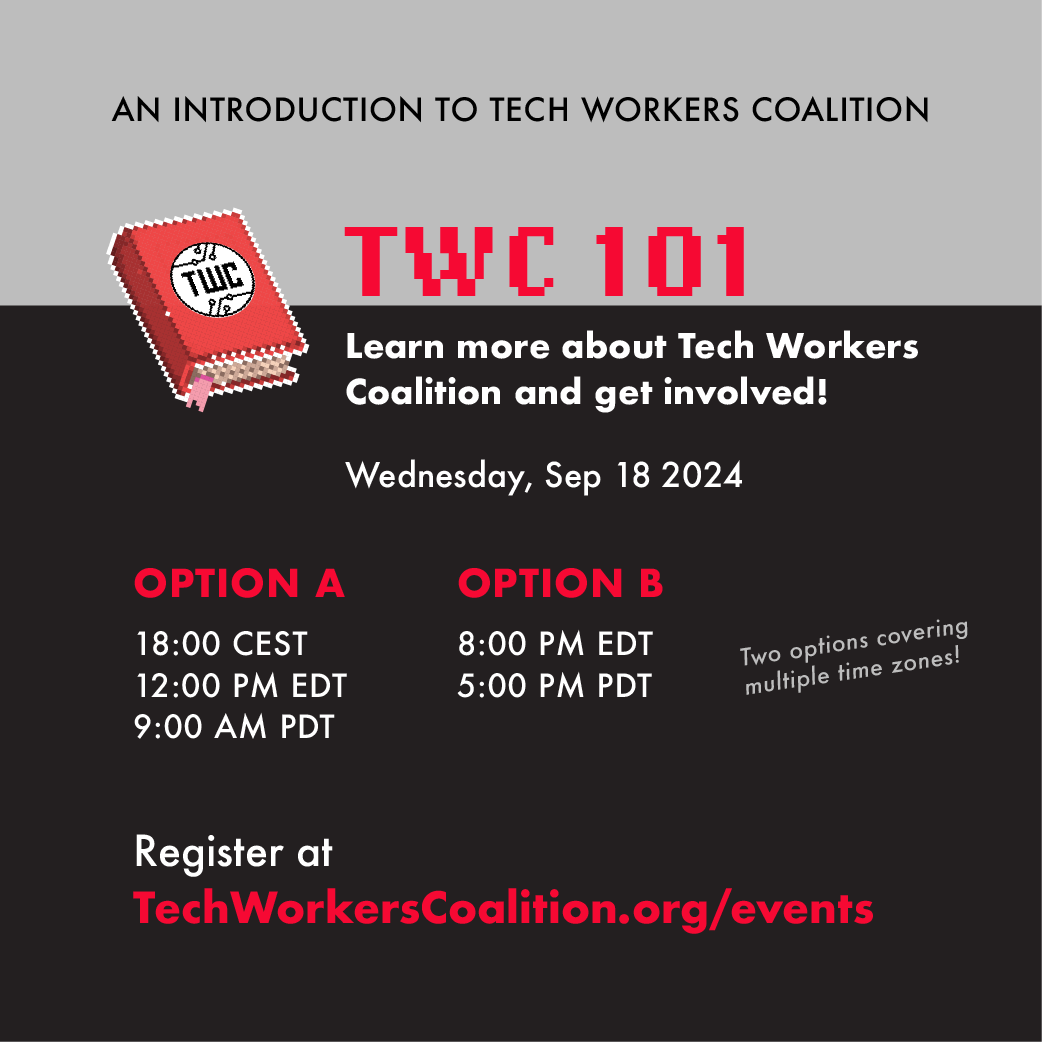 AN INTRODUCTION TO TECH WORKERS COALITION
TWC
TWC 101
Learn more about Tech Workers
Coalition and get involved!
Wednesday, Sep 18 2024
OPTION A
18:00 CEST
12:00 PM EDT
9:00 AM PDT
OPTION B
8:00 PM EDT
5:00 PM PDT
Two options covering
multiple time zones!
Register at
TechWorkersCoalition.org/events